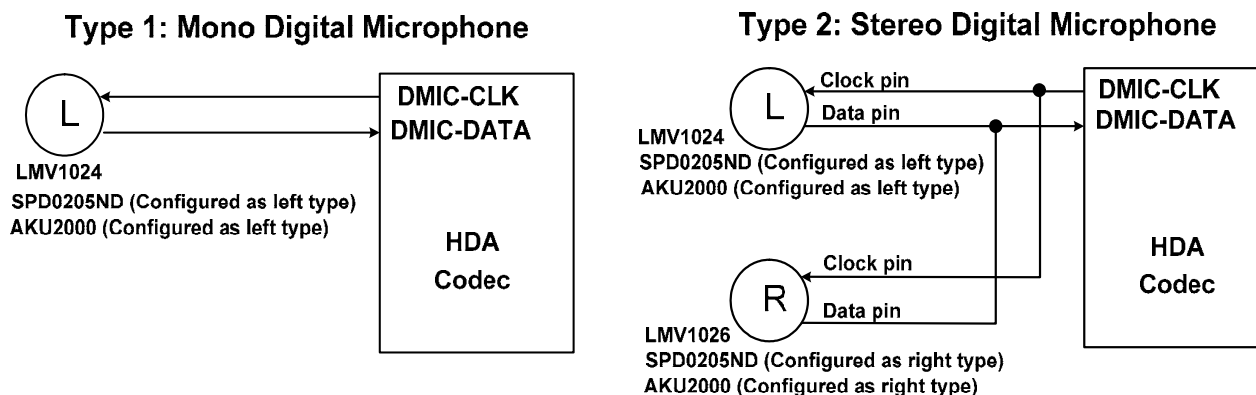 Type 1: Mono Digital Microphone
L
DMIC-CLK
DMIC-DATA
LMV1024
SPD0205ND (Configured as left type)
AKU2000 (Configured as left type)
HDA
Codec
Type 2: Stereo Digital Microphone
L
Clock pin
Data pin
DMIC-CLK
DMIC-DATA
LMV1024
SPD0205ND (Configured as left type)
AKU2000 (Configured as left type)
HDA
Codec
R
Clock pin
Data pin
LMV1026
SPD0205ND (Configured as right type)
AKU2000 (Configured as right type)